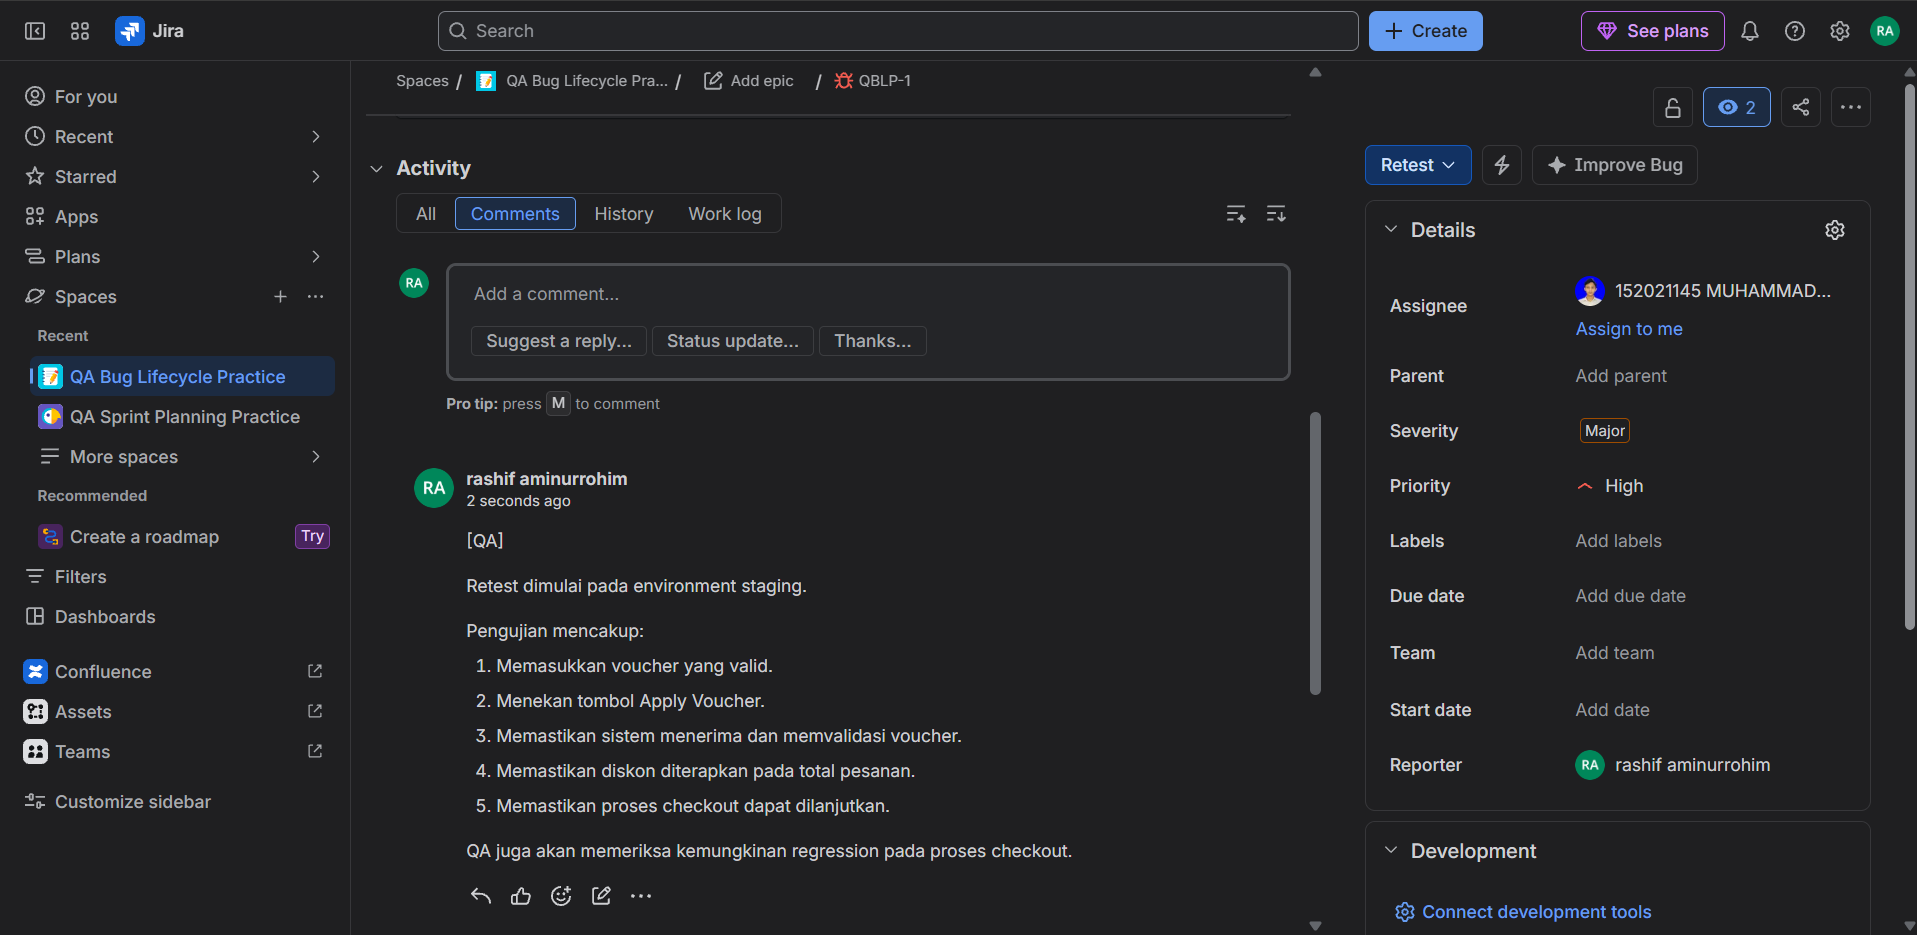 Jira
Search
Create
See plans
RA
For you
Recent
Starred
Apps
Plans
Spaces
Recent
QA Bug Lifecycle Practice
QA Sprint Planning Practice
More spaces
Recommended
Create a roadmap Try
Filters
Dashboards
Confluence
Assets
Teams
Customize sidebar
Spaces / QA Bug Lifecycle Pra... / Add epic / QBLP-1
Activity
All Comments History Work log
RA
Add a comment...
Suggest a reply... Status update... Thanks...
Pro tip: press M to comment
RA
rashif aminurrohim
2 seconds ago
[QA]
Retest dimulai pada environment staging.
Pengujian mencakup:
1. Memasukkan voucher yang valid.
2. Menekan tombol Apply Voucher.
3. Memastikan sistem menerima dan memvalidasi voucher.
4. Memastikan diskon diterapkan pada total pesanan.
5. Memastikan proses checkout dapat dilanjutkan.
QA juga akan memeriksa kemungkinan regression pada proses checkout.
2
Retest
Improve Bug
Details
Assignee 152021145 MUHAMMAD...
Assign to me
Parent Add parent
Severity Major
Priority High
Labels Add labels
Due date Add due date
Team Add team
Start date Add date
Reporter RA rashif aminurrohim
Development
Connect development tools